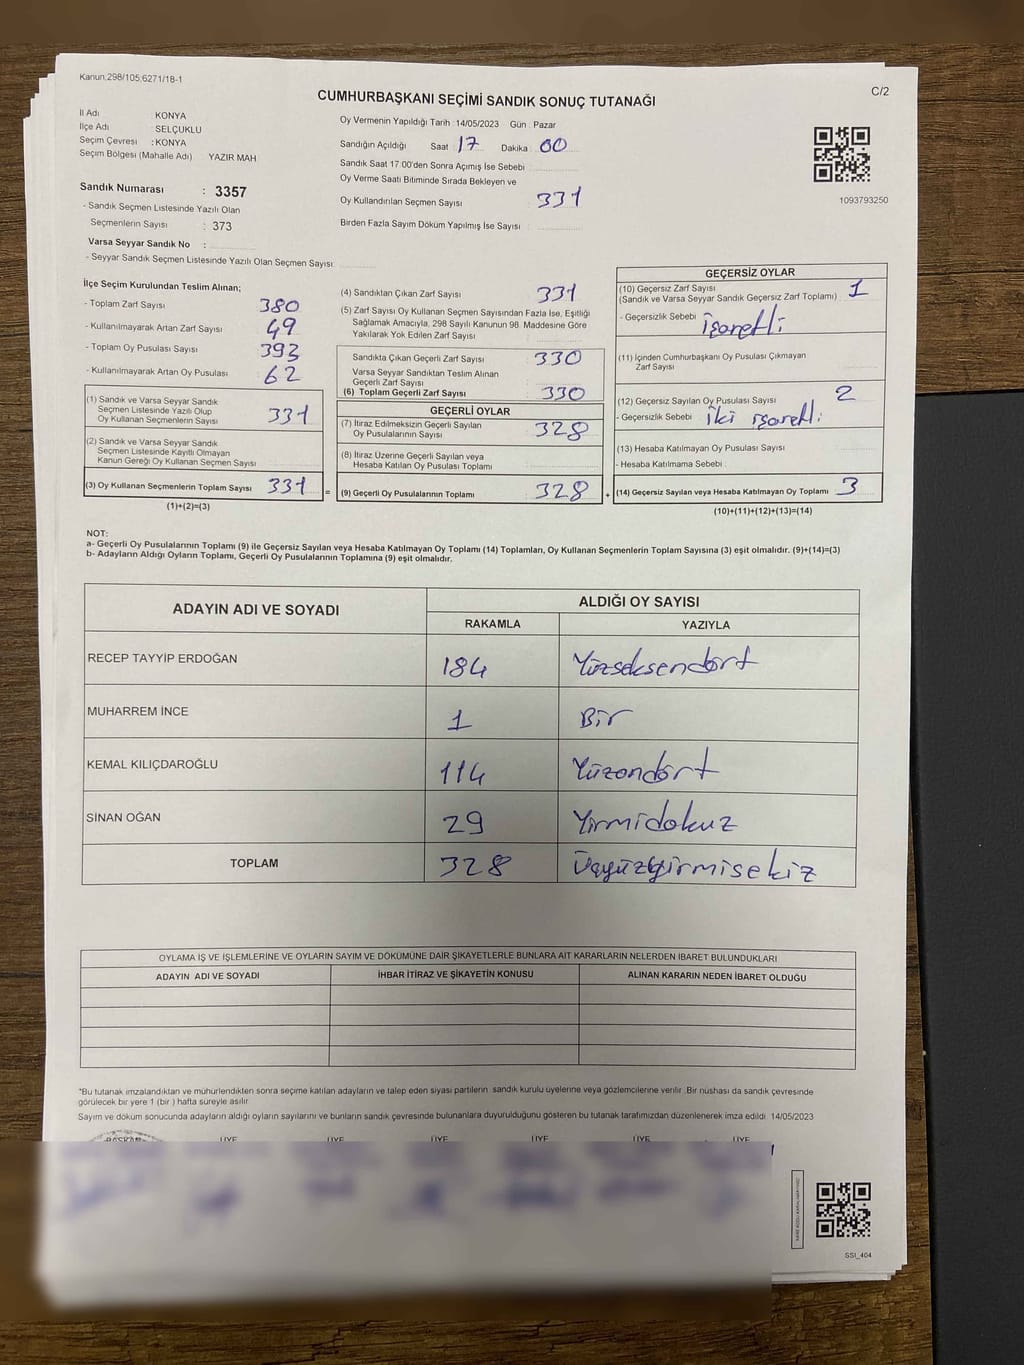 Kanun:298/105,6271/18-1
C/2
CUMHURBAŞKANI SEÇİMİ SANDIK SONUÇ TUTANAĞI
İl Adı KONYA
İlçe Adı : SELÇUKLU
Seçim Çevresi : KONYA
Seçim Bölgesi (Mahalle Adı) YAZIR MAH
Sandık Numarası : 3357
- Sandık Seçmen Listesinde Yazılı Olan
Seçmenlerin Sayısı : 373
Varsa Seyyar Sandık No :
- Seyyar Sandık Seçmen Listesinde Yazılı Olan Seçmen Sayısı
Oy Vermenin Yapıldığı Tarih : 14/05/2023 Gün : Pazar
Sandığın Açıldığı Saat 17 Dakika 00
Sandık Saat 17.00'den Sonra Açımış İse Sebebi
Oy Verme Saati Bitiminde Sırada Bekleyen ve
Oy Kullandırılan Seçmen Sayısı 331
Birden Fazla Sayım Döküm Yapılmış İse Sayısı
1093793250
İlçe Seçim Kurulundan Teslim Alınan;
- Toplam Zarf Sayısı 380
- Kullanılmayarak Artan Zarf Sayısı 49
- Toplam Oy Pusulası Sayısı 393
- Kullanılmayarak Artan Oy Pusulası 62
(1) Sandık ve Varsa Seyyar Sandık
Seçmen Listesinde Yazılı Olup
Oy Kullanan Seçmenlerin Sayısı 331
(2) Sandık ve Varsa Seyyar Sandık
Seçmen Listesinde Kayıtlı Olmayan
Kanun Gereği Oy Kullanan Seçmen Sayısı
(3) Oy Kullanan Seçmenlerin Toplam Sayısı 331 =
(1)+(2)=(3)
(4) Sandıktan Çıkan Zarf Sayısı 331
(5) Zarf Sayısı Oy Kullanan Seçmen Sayısından Fazla İse, Eşitliği
Sağlamak Amacıyla, 298 Sayılı Kanunun 98. Maddesine Göre
Yakılarak Yok Edilen Zarf Sayısı
Sandıkta Çıkan Geçerli Zarf Sayısı 330
Varsa Seyyar Sandıktan Teslim Alınan
Geçerli Zarf Sayısı
(6) Toplam Geçerli Zarf Sayısı 330
GEÇERLİ OYLAR
(7) İtiraz Edilmeksizin Geçerli Sayılan
Oy Pusulalarının Sayısı 328
(8) İtiraz Üzerine Geçerli Sayılan veya
Hesaba Katılan Oy Pusulası Toplamı
(9) Geçerli Oy Pusulalarının Toplamı 328 +
GEÇERSİZ OYLAR
(10) Geçersiz Zarf Sayısı 1
(Sandık ve Varsa Seyyar Sandık Geçersiz Zarf Toplamı)
- Geçersizlik Sebebi işaretli
(11) İçinden Cumhurbaşkanı Oy Pusulası Çıkmayan
Zarf Sayısı
(12) Geçersiz Sayılan Oy Pusulası Sayısı 2
- Geçersizlik Sebebi iki işaretli
(13) Hesaba Katılmayan Oy Pusulası Sayısı
- Hesaba Katılmama Sebebi :
(14) Geçersiz Sayılan veya Hesaba Katılmayan Oy Toplamı 3
(10)+(11)+(12)+(13)=(14)
NOT:
a- Geçerli Oy Pusulalarının Toplamı (9) ile Geçersiz Sayılan veya Hesaba Katılmayan Oy Toplamı (14) Toplamları, Oy Kullanan Seçmenlerin Toplam Sayısına (3) eşit olmalıdır. (9)+(14)=(3)
b- Adayların Aldığı Oyların Toplamı, Geçerli Oy Pusulalarının Toplamına (9) eşit olmalıdır.
ADAYIN ADI VE SOYADI ALDIĞI OY SAYISI
RAKAMLA YAZIYLA
RECEP TAYYİP ERDOĞAN 184 Yüzseksendört
MUHARREM İNCE 1 Bir
KEMAL KILIÇDAROĞLU 114 Yüzondört
SİNAN OĞAN 29 Yirmidokuz
TOPLAM 328 Üçyüzyirmisekiz
OYLAMA İŞ VE İŞLEMLERİNE VE OYLARIN SAYIM VE DÖKÜMÜNE DAİR ŞİKAYETLERLE BUNLARA AİT KARARLARIN NELERDEN İBARET BULUNDUKLARI
ADAYIN ADI VE SOYADI İHBAR İTİRAZ VE ŞİKAYETİN KONUSU ALINAN KARARIN NEDEN İBARET OLDUĞU
*Bu tutanak imzalandıktan ve mühürlendikten sonra seçime katılan adayların ve talep eden siyasi partilerin sandık kurulu üyelerine veya gözlemcilerine verilir. Bir nüshası da sandık çevresinde
görülecek bir yere 1 (bir ) hafta süreyle asılır.
Sayım ve döküm sonucunda adayların aldığı oyların sayılarını ve bunların sandık çevresinde bulunanlara duyurulduğunu gösteren bu tutanak tarafımızdan düzenlenerek imza edildi. 14/05/2023
BAŞKAN ÜYE ÜYE ÜYE ÜYE ÜYE ÜYE
SSI_404